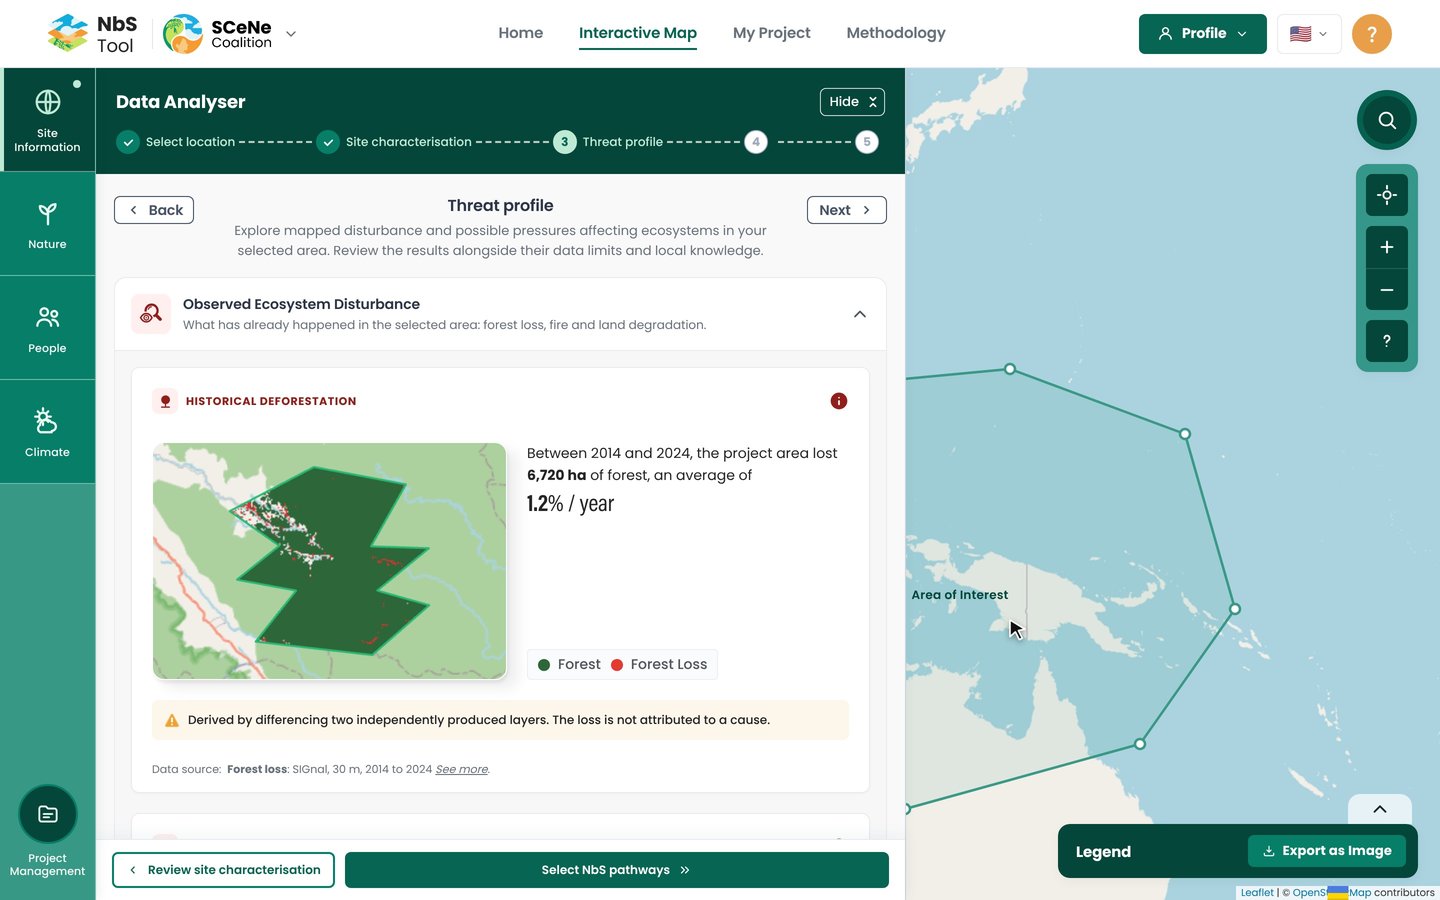 NbS
Tool
SCeNe
Coalition
Home
Interactive Map
My Project
Methodology
Profile
?
Site
Information
Nature
People
Climate
Project
Management
Data Analyser
Hide
Select location
Site characterisation
3 Threat profile
4
5
Back
Threat profile
Next
Explore mapped disturbance and possible pressures affecting ecosystems in your
selected area. Review the results alongside their data limits and local knowledge.
Observed Ecosystem Disturbance
What has already happened in the selected area: forest loss, fire and land degradation.
HISTORICAL DEFORESTATION
Between 2014 and 2024, the project area lost
6,720 ha of forest, an average of
1.2% / year
Forest
Forest Loss
Derived by differencing two independently produced layers. The loss is not attributed to a cause.
Data source: Forest loss: SIGnal, 30 m, 2014 to 2024 See more.
Review site characterisation
Select NbS pathways
+
−
?
Area of Interest
Legend
Export as Image
Leaflet | © OpenS Map contributors